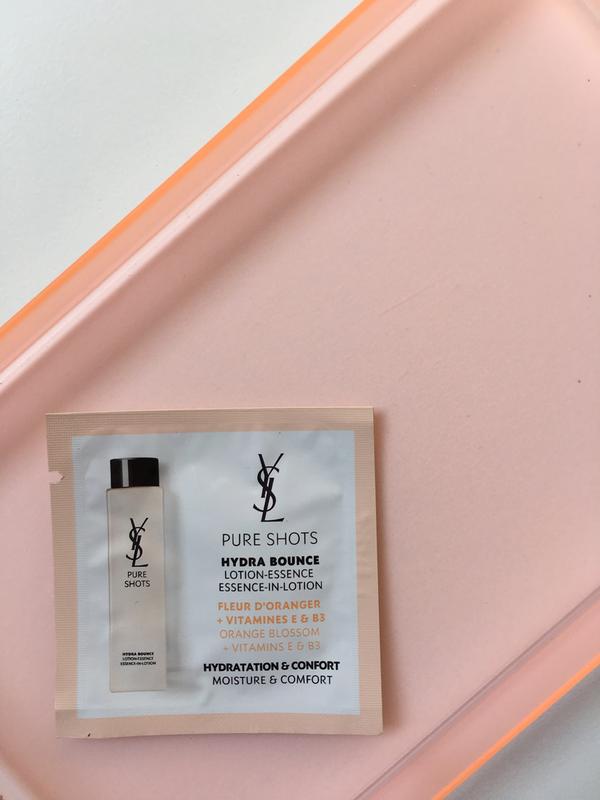 YSL
PURE
SHOTS
HYDRA BOUNCE
LOTION-ESSENCE
ESSENCE-IN-LOTION
YSL
PURE SHOTS
HYDRA BOUNCE
LOTION-ESSENCE
ESSENCE-IN-LOTION
FLEUR D'ORANGER
+ VITAMINES E & B3
ORANGE BLOSSOM
+ VITAMINS E & B3
HYDRATATION & CONFORT
MOISTURE & COMFORT